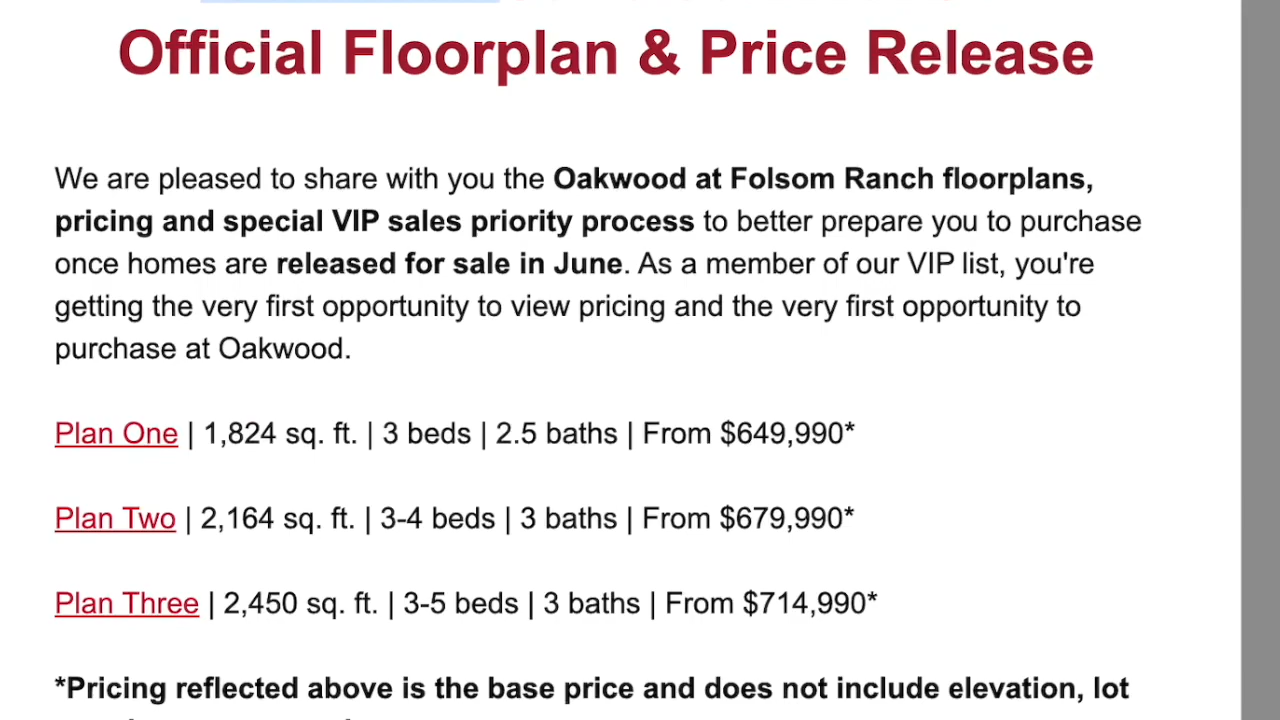 Official Floorplan & Price Release
We are pleased to share with you the Oakwood at Folsom Ranch floorplans,
pricing and special VIP sales priority process to better prepare you to purchase
once homes are released for sale in June. As a member of our VIP list, you're
getting the very first opportunity to view pricing and the very first opportunity to
purchase at Oakwood.
Plan One | 1,824 sq. ft. | 3 beds | 2.5 baths | From $649,990*
Plan Two | 2,164 sq. ft. | 3-4 beds | 3 baths | From $679,990*
Plan Three | 2,450 sq. ft. | 3-5 beds | 3 baths | From $714,990*
*Pricing reflected above is the base price and does not include elevation, lot